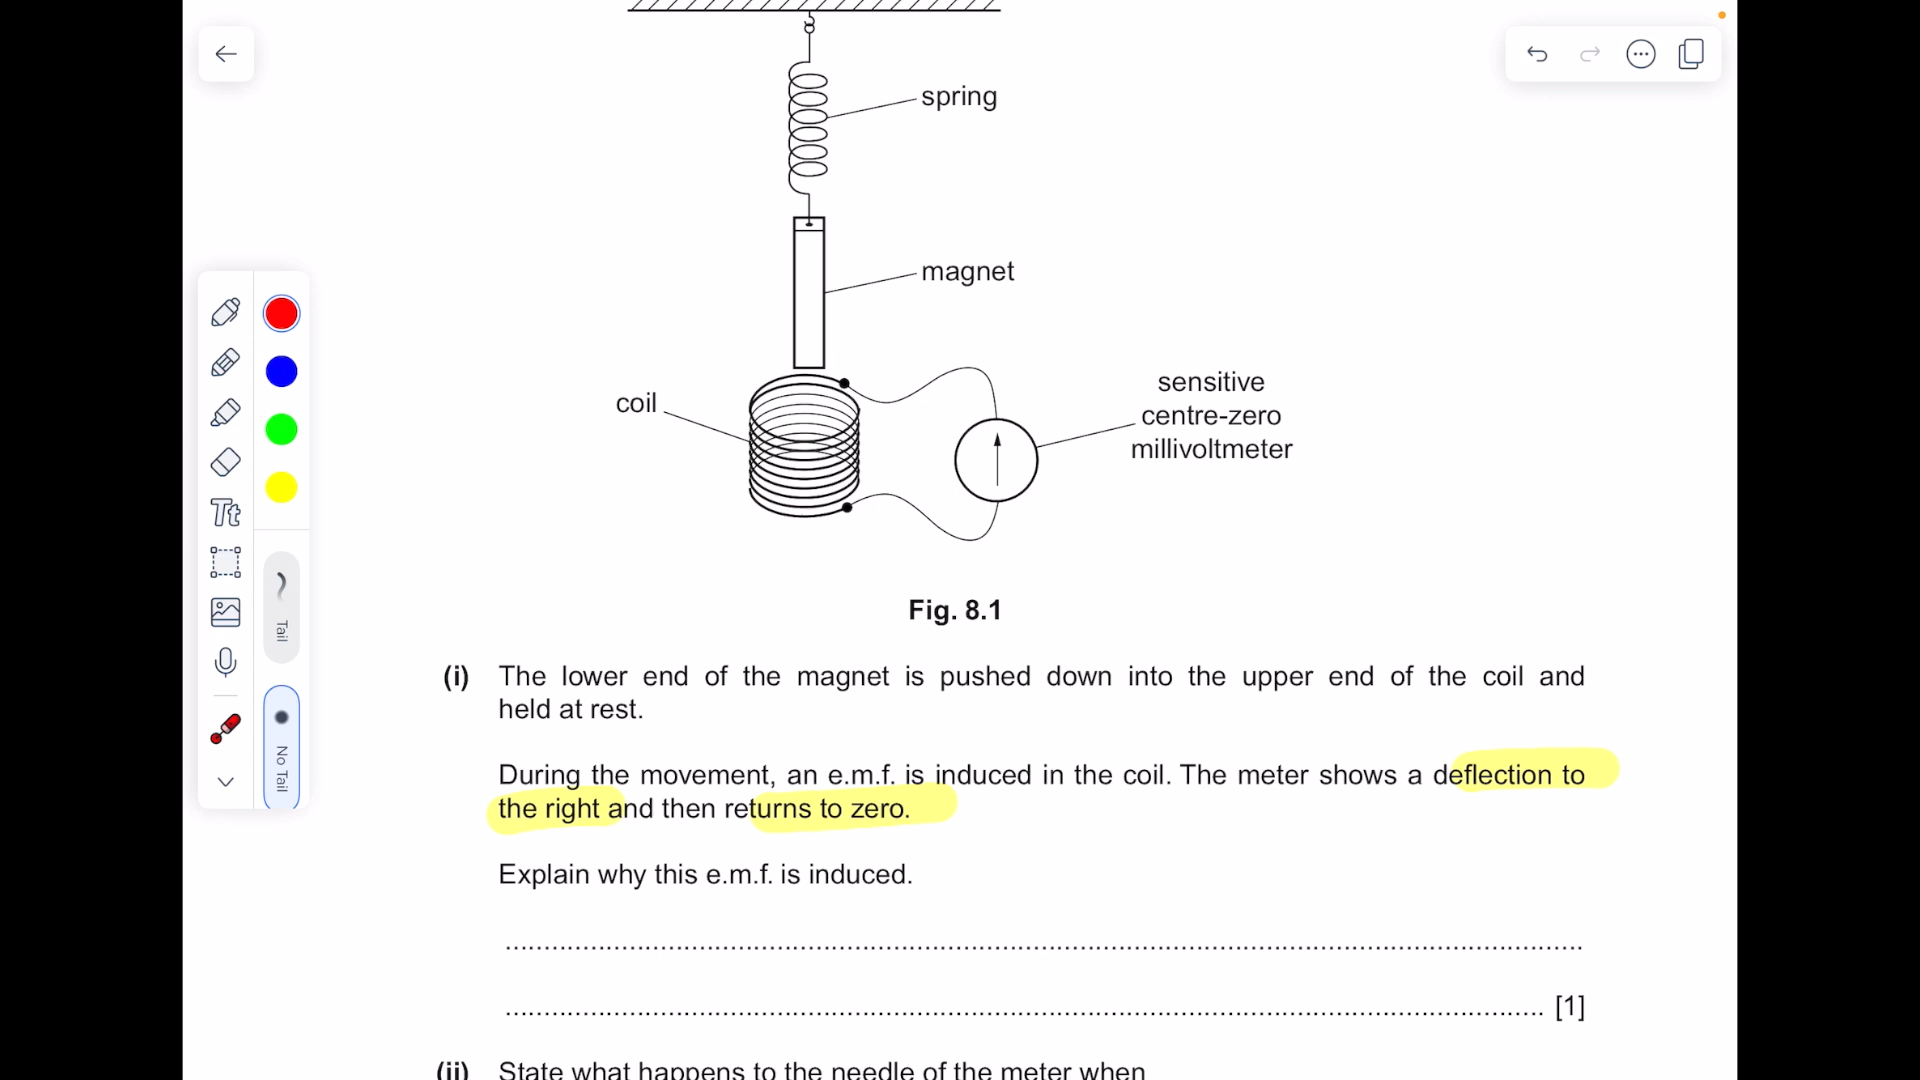 spring
magnet
coil
sensitive
centre-zero
millivoltmeter
Tt
Tail
No Tail
Fig. 8.1
(i) The lower end of the magnet is pushed down into the upper end of the coil and
held at rest.
During the movement, an e.m.f. is induced in the coil. The meter shows a deflection to
the right and then returns to zero.
Explain why this e.m.f. is induced.
[1]
(ii) State what happens to the needle of the meter when